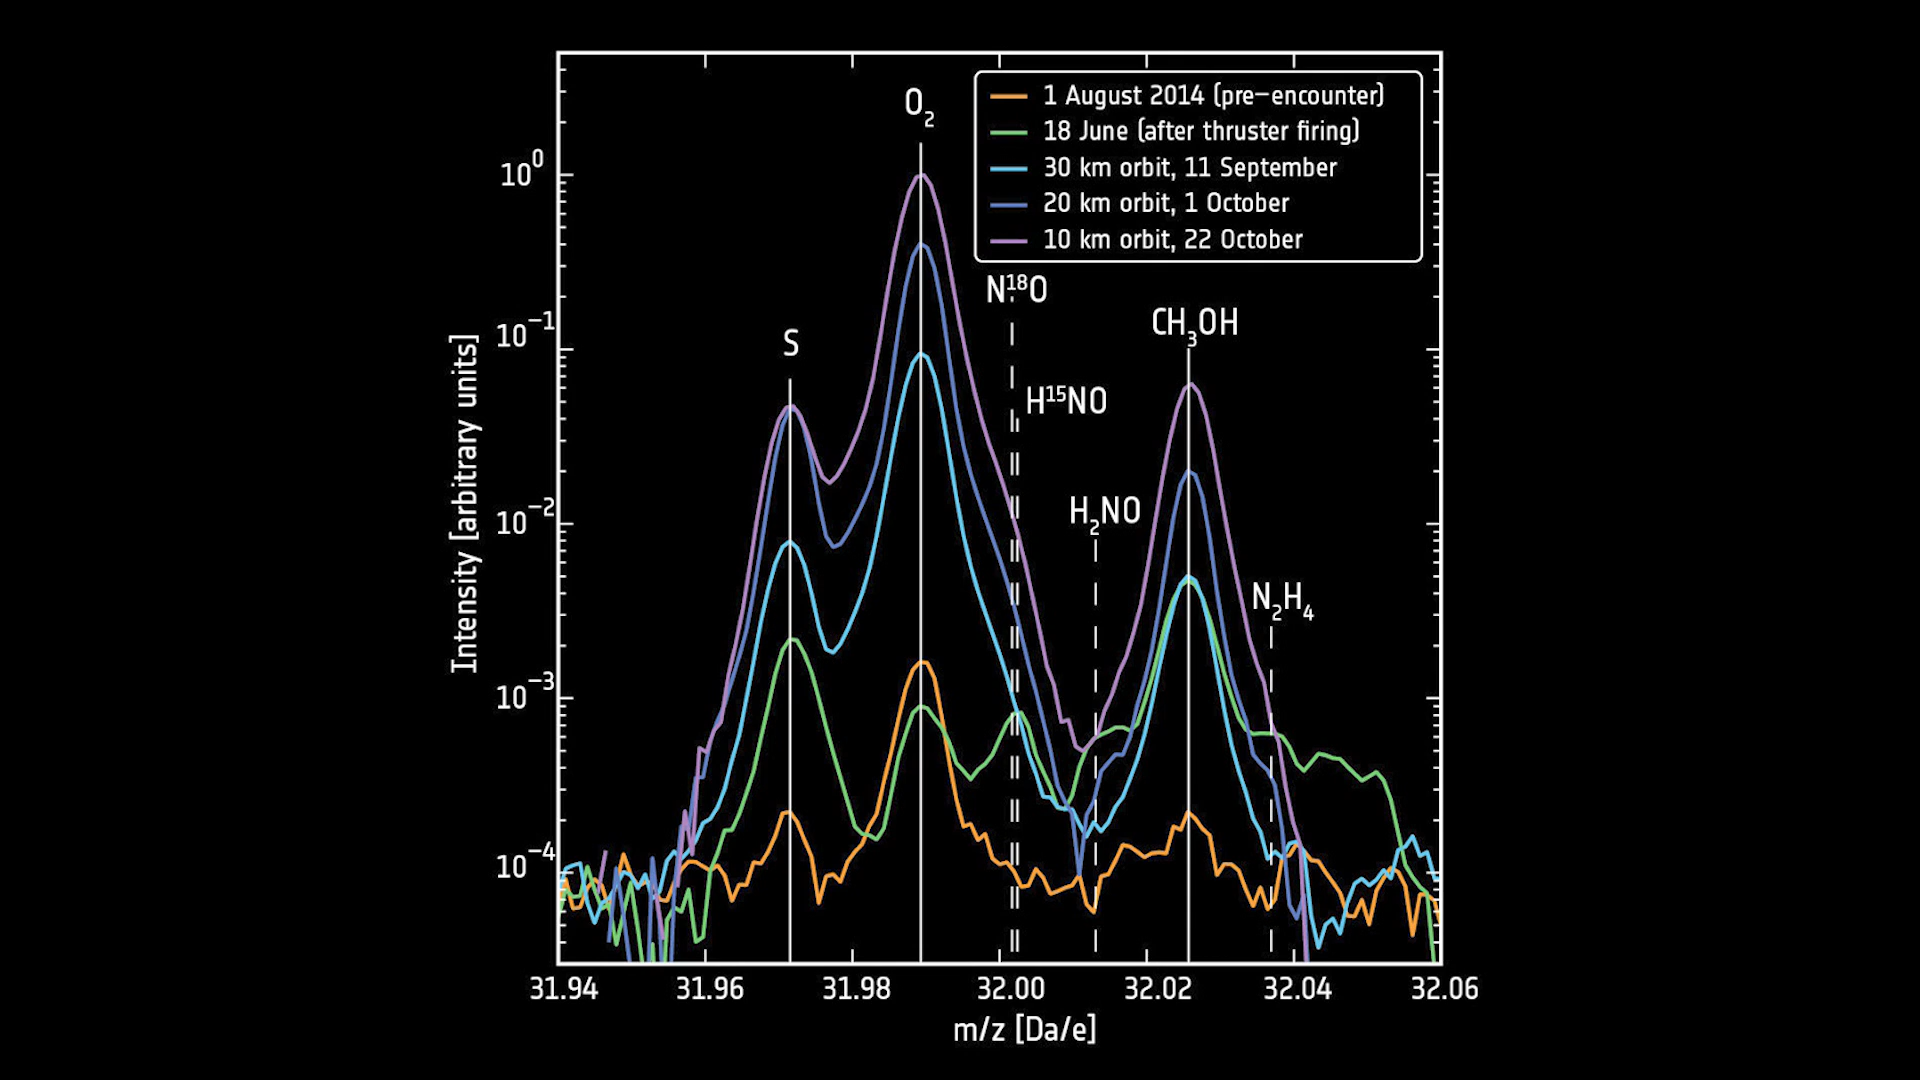 1 August 2014 (pre-encounter)
18 June (after thruster firing)
30 km orbit, 11 September
20 km orbit, 1 October
10 km orbit, 22 October
O₂
S
N¹⁸O
H¹⁵NO
CH₃OH
H₂NO
N₂H₄
10⁰
10⁻¹
10⁻²
10⁻³
10⁻⁴
Intensity [arbitrary units]
31.94 31.96 31.98 32.00 32.02 32.04 32.06
m/z [Da/e]